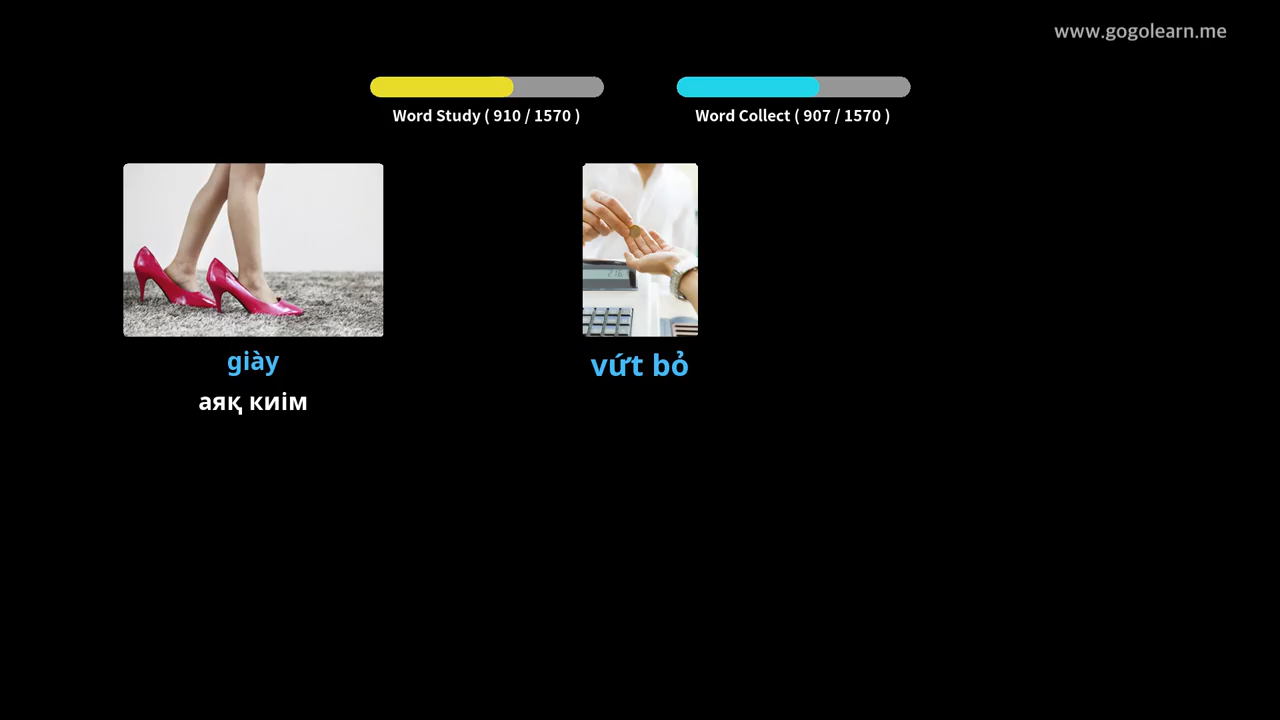 www.gogolearn.me
Word Study ( 910 / 1570 )
Word Collect ( 907 / 1570 )
giày
аяқ киім
vứt bỏ